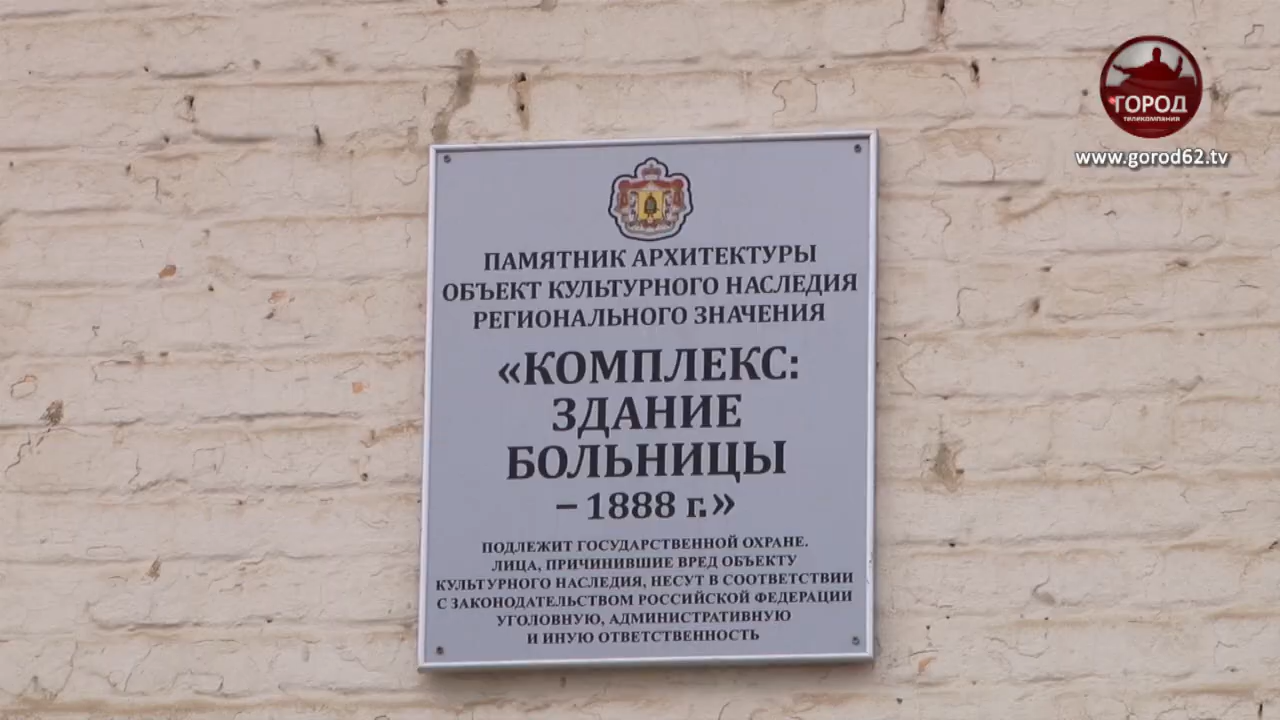 ГОРОД
ТЕЛЕКОМПАНИЯ
www.gorod62.tv
ПАМЯТНИК АРХИТЕКТУРЫ
ОБЪЕКТ КУЛЬТУРНОГО НАСЛЕДИЯ
РЕГИОНАЛЬНОГО ЗНАЧЕНИЯ
«КОМПЛЕКС:
ЗДАНИЕ
БОЛЬНИЦЫ
– 1888 г.»
ПОДЛЕЖИТ ГОСУДАРСТВЕННОЙ ОХРАНЕ.
ЛИЦА, ПРИЧИНИВШИЕ ВРЕД ОБЪЕКТУ
КУЛЬТУРНОГО НАСЛЕДИЯ, НЕСУТ В СООТВЕТСТВИИ
С ЗАКОНОДАТЕЛЬСТВОМ РОССИЙСКОЙ ФЕДЕРАЦИИ
УГОЛОВНУЮ, АДМИНИСТРАТИВНУЮ
И ИНУЮ ОТВЕТСТВЕННОСТЬ